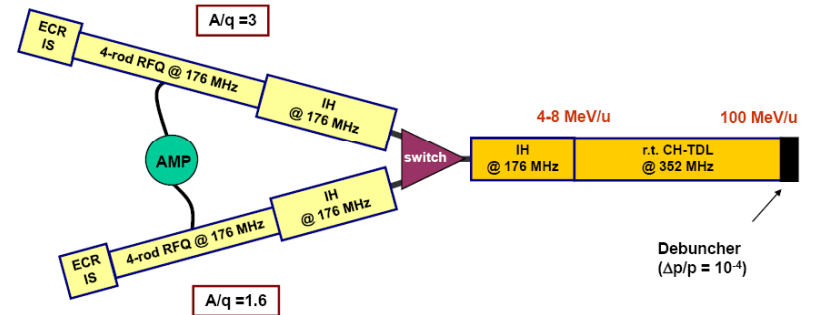 A/q =3
ECR
IS
4-rod RFQ @ 176 MHz
IH
@ 176 MHz
AMP
switch
4-8 MeV/u
100 MeV/u
IH
@ 176 MHz
r.t. CH-TDL
@ 352 MHz
ECR
IS
4-rod RFQ @ 176 MHz
IH
@ 176 MHz
Debuncher
(Δp/p = 10⁻⁴)
A/q =1.6